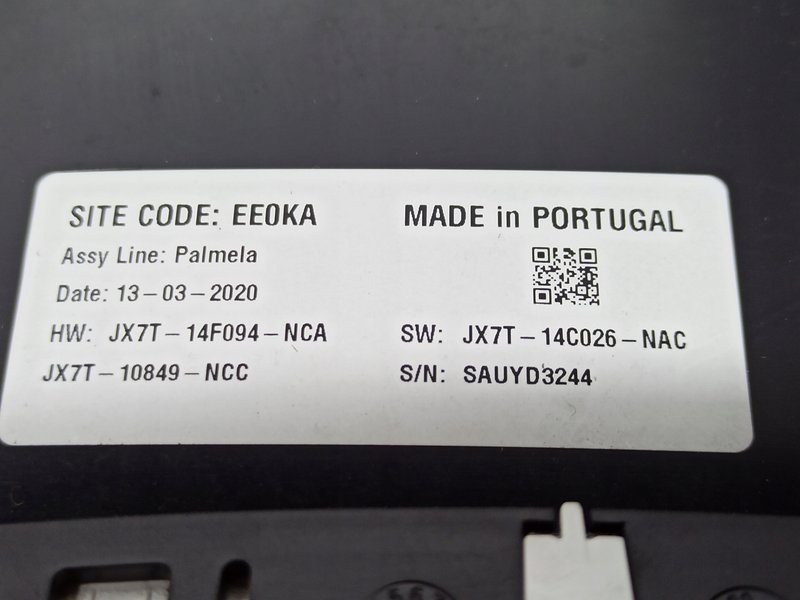 SITE CODE: EE0KA MADE in PORTUGAL
Assy Line: Palmela
Date: 13-03-2020
HW: JX7T-14F094-NCA SW: JX7T-14C026-NAC
JX7T-10849-NCC S/N: SAUYD3244